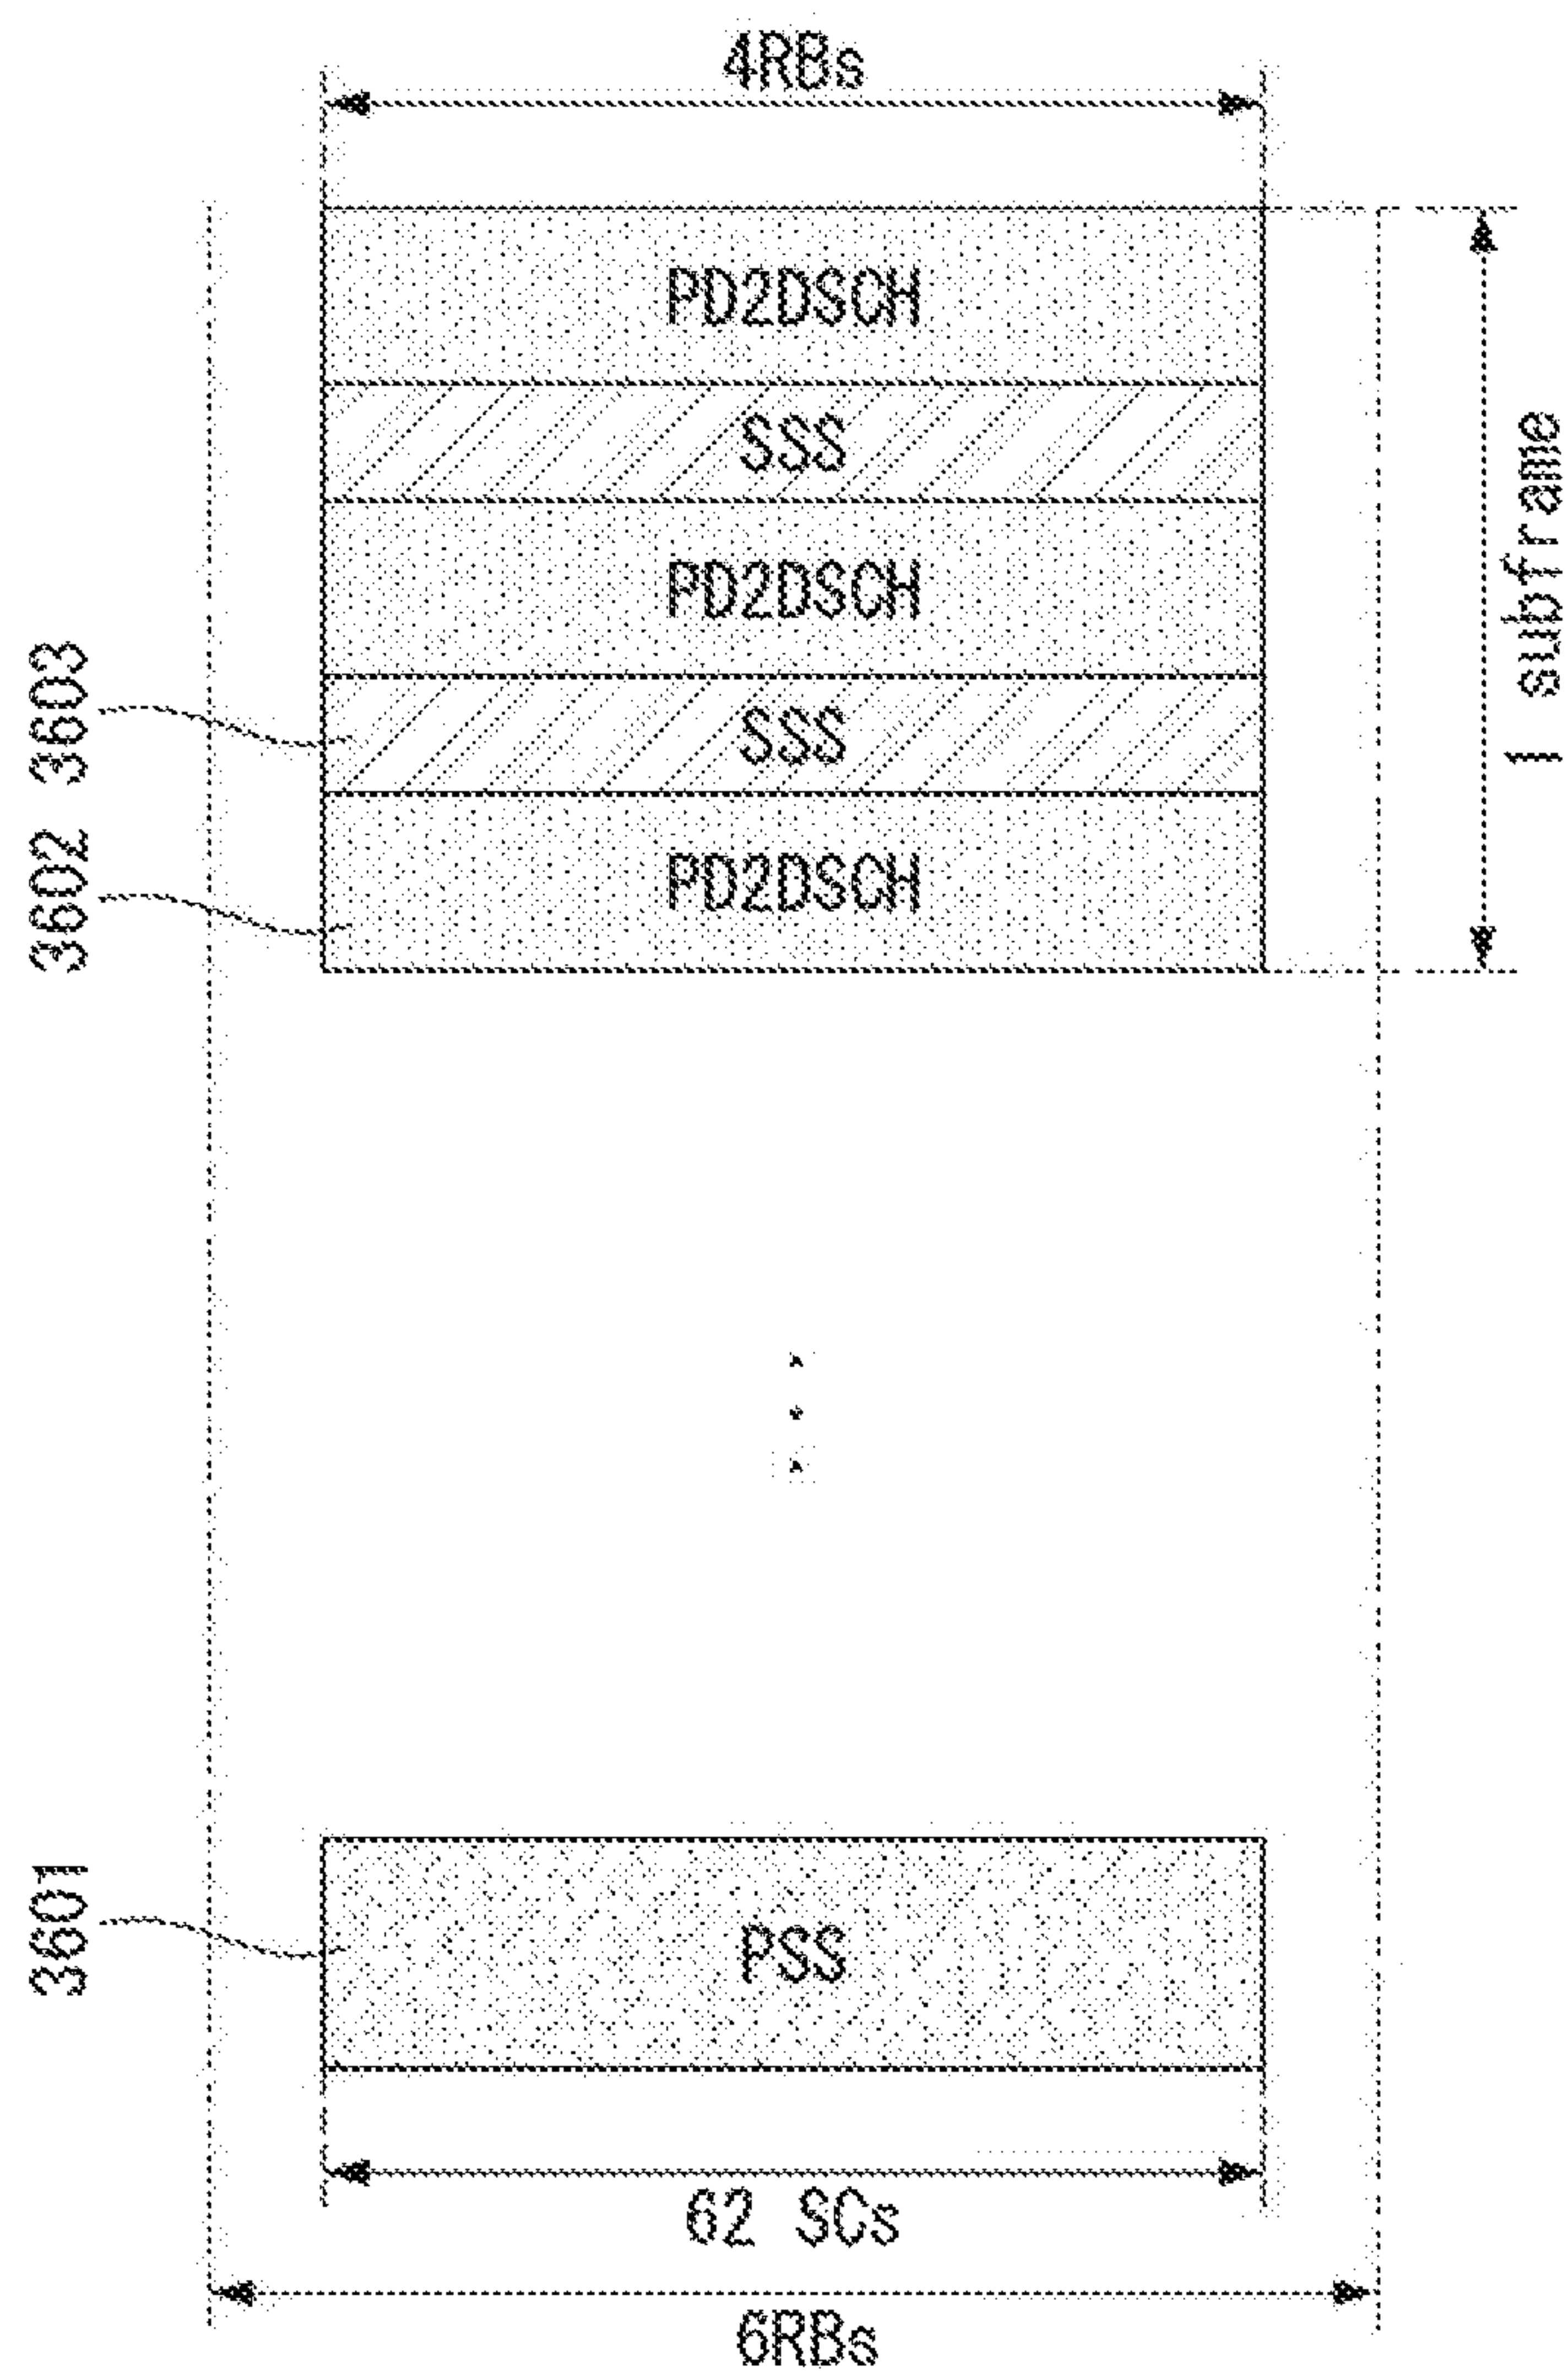 4RBs
PD2DSCH
SSS
PD2DSCH
SSS
PD2DSCH
1 subframe
3603
3602
3601
PSS
62 SCs
6RBs